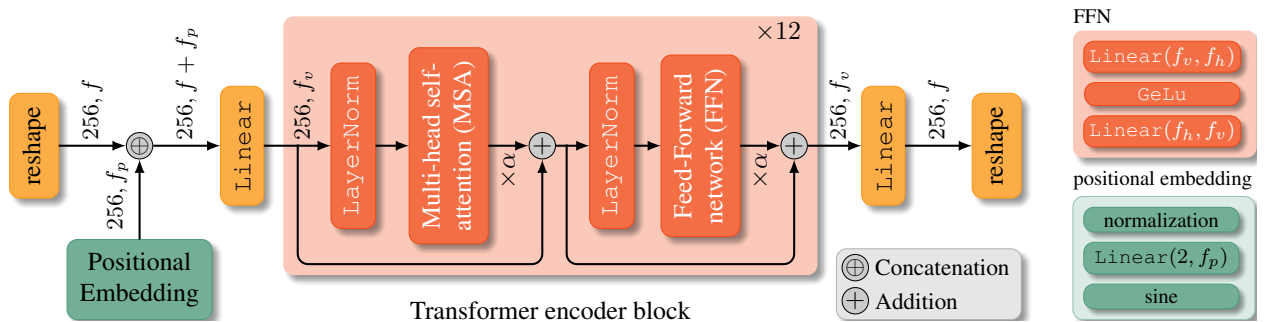 reshape
256, f
256, f_p
Positional
Embedding
⊕
256, f + f_p
Linear
×12
256, f_v
LayerNorm
Multi-head self-
attention (MSA)
×α
+
LayerNorm
Feed-Forward
network (FFN)
×α
+
256, f_v
Linear
256, f
reshape
Transformer encoder block
⊕ Concatenation
+ Addition
FFN
Linear(f_v, f_h)
GeLu
Linear(f_h, f_v)
positional embedding
normalization
Linear(2, f_p)
sine